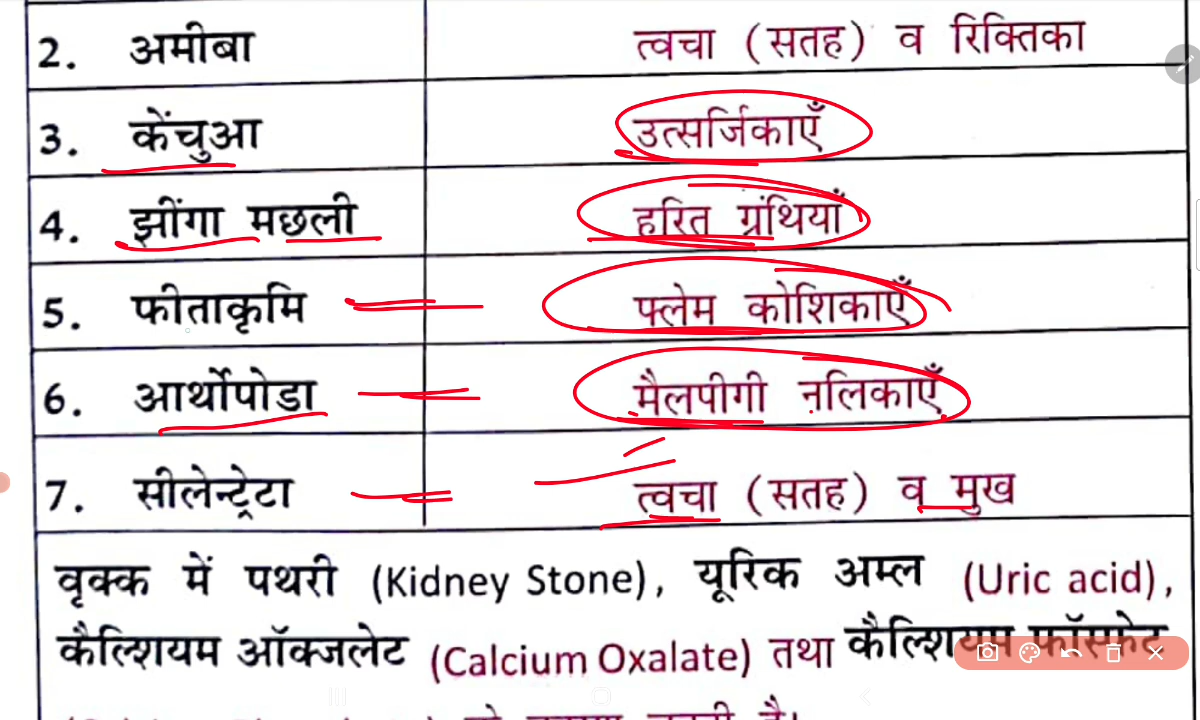 2. अमीबा त्वचा (सतह) व रिक्तिका
3. केंचुआ उत्सर्जिकाएँ
4. झींगा मछली हरित ग्रंथियाँ
5. फीताकृमि फ्लेम कोशिकाएँ
6. आर्थोपोडा मैलपीगी नलिकाएँ
7. सीलेन्ट्रेटा त्वचा (सतह) व मुख
वृक्क में पथरी (Kidney Stone), यूरिक अम्ल (Uric acid),
कैल्शियम ऑक्जलेट (Calcium Oxalate) तथा कैल्शियम फॉस्फेट